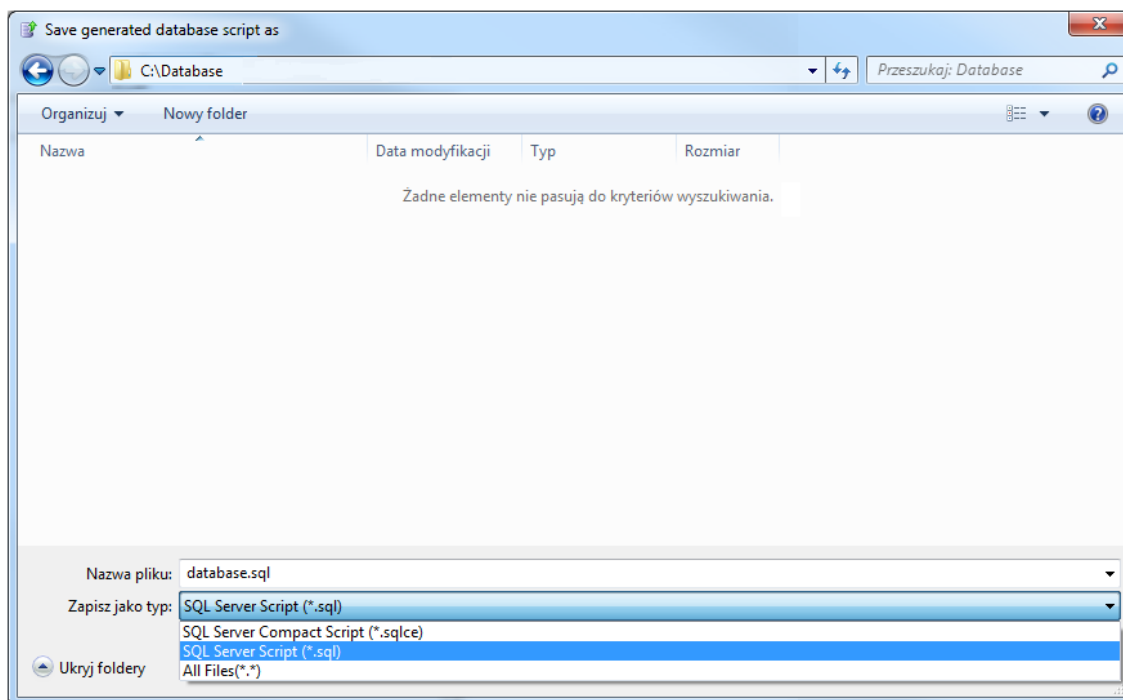 Save generated database script as
C:\Database
Przeszukaj: Database
Organizuj Nowy folder
Nazwa Data modyfikacji Typ Rozmiar
Żadne elementy nie pasują do kryteriów wyszukiwania.
Nazwa pliku: database.sql
Zapisz jako typ: SQL Server Script (*.sql)
SQL Server Compact Script (*.sqlce)
SQL Server Script (*.sql)
All Files(*.*)
Ukryj foldery